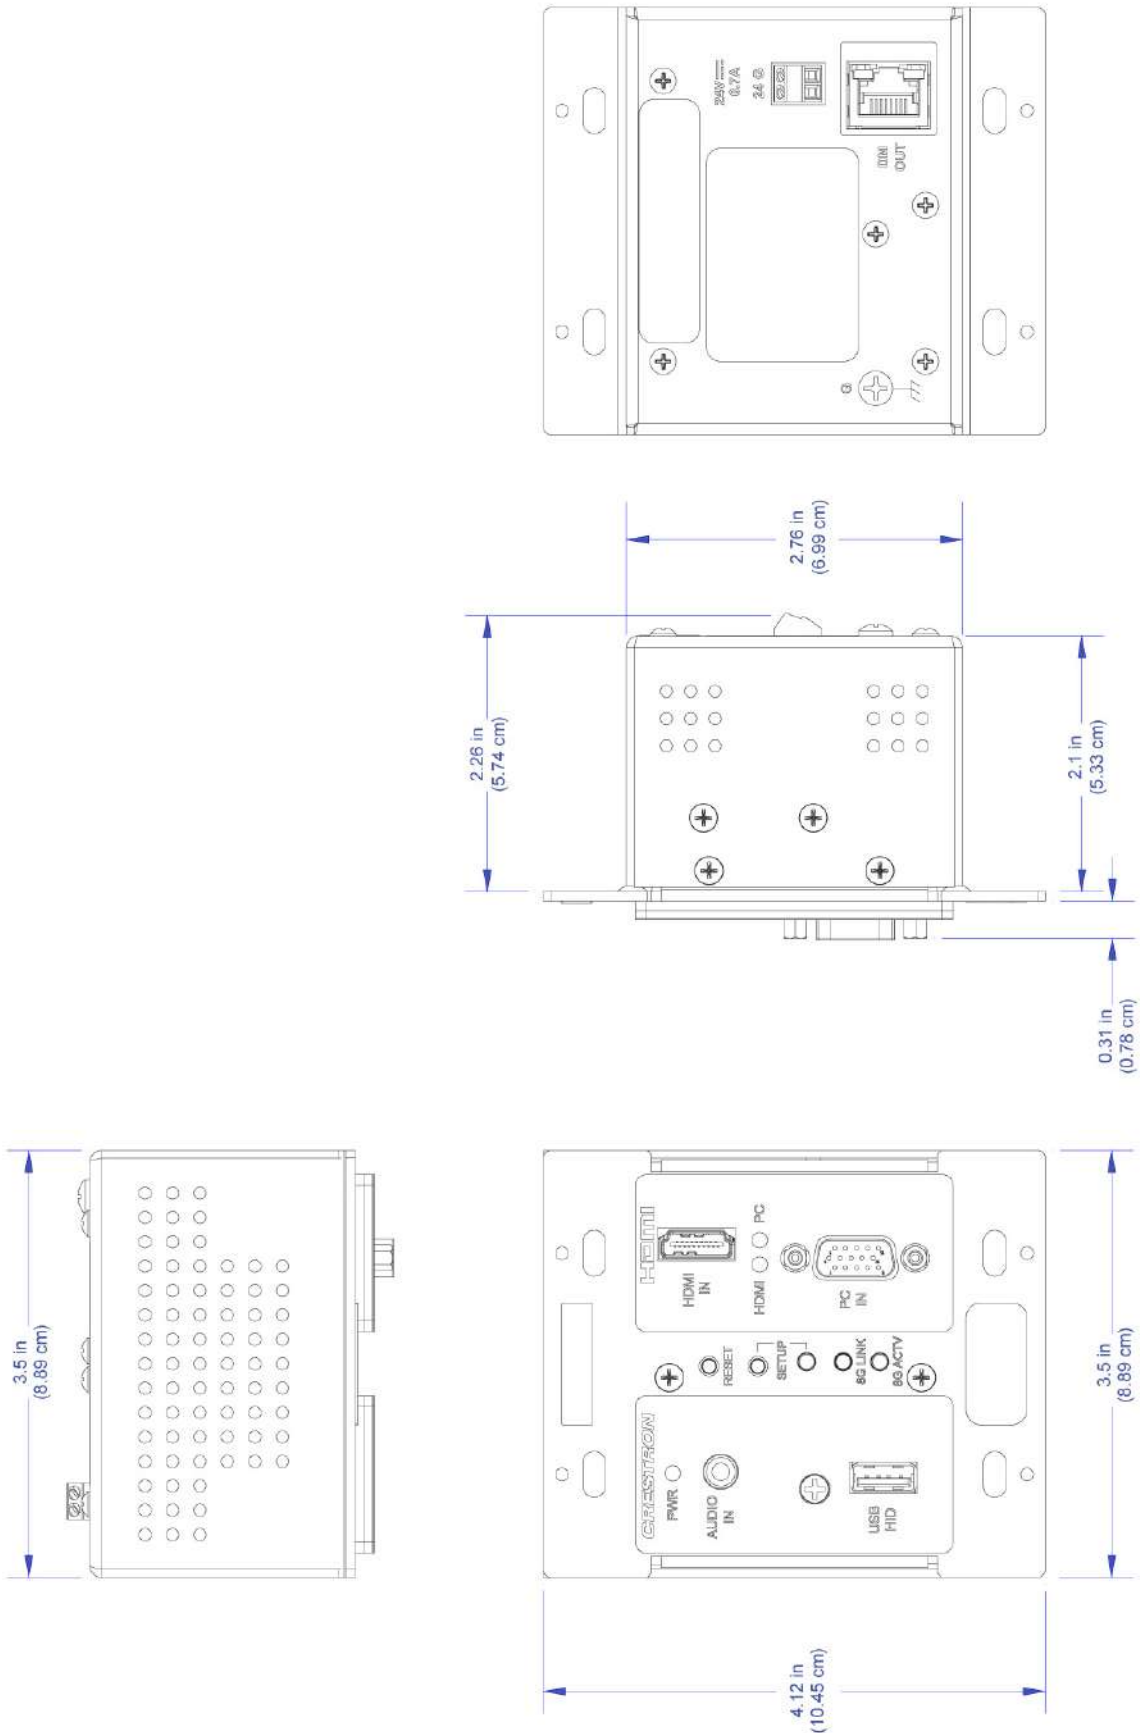 3.5 in
(8.89 cm)
24V
0.7A
24 G
DM
OUT
G
2.76 in
(6.99 cm)
2.26 in
(5.74 cm)
2.1 in
(5.33 cm)
0.31 in
(0.78 cm)
CRESTRON
PWR
AUDIO
IN
USB
HID
RESET
SETUP
8G LINK
8G ACTV
HDMI
HDMI
IN
HDMI
PC
PC
IN
4.12 in
(10.45 cm)
3.5 in
(8.89 cm)